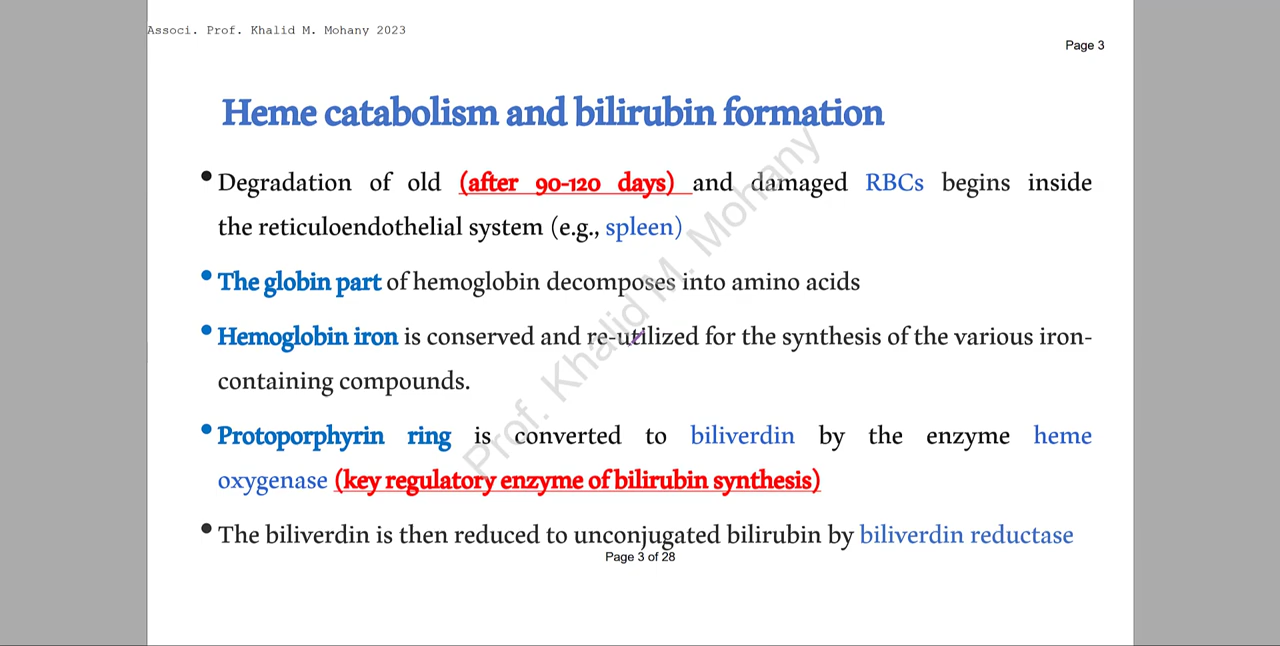 Associ. Prof. Khalid M. Mohany 2023
Page 3
Heme catabolism and bilirubin formation
•Degradation of old (after 90-120 days) and damaged RBCs begins inside
the reticuloendothelial system (e.g., spleen)
•The globin part of hemoglobin decomposes into amino acids
•Hemoglobin iron is conserved and re-utilized for the synthesis of the various iron-
containing compounds.
•Protoporphyrin ring is converted to biliverdin by the enzyme heme
oxygenase (key regulatory enzyme of bilirubin synthesis)
•The biliverdin is then reduced to unconjugated bilirubin by biliverdin reductase
Page 3 of 28
Prof. Khalid M. Mohany